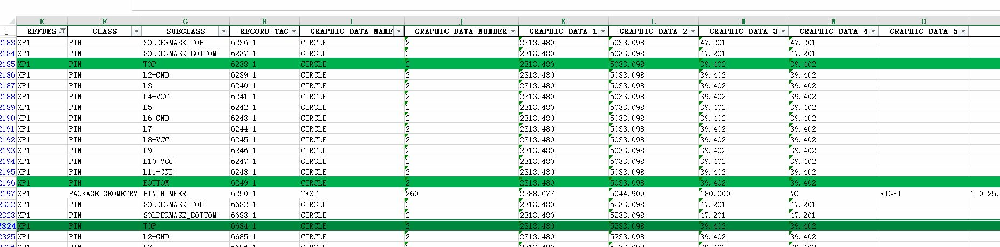 E F G H I J K L M N O
1 REFDES CLASS SUBCLASS RECORD_TAG GRAPHIC_DATA_NAME GRAPHIC_DATA_NUMBER GRAPHIC_DATA_1 GRAPHIC_DATA_2 GRAPHIC_DATA_3 GRAPHIC_DATA_4 GRAPHIC_DATA_5
2183 XP1 PIN SOLDERMASK_TOP 6236 1 CIRCLE 2 2313.480 5033.098 47.201 47.201
2184 XP1 PIN SOLDERMASK_BOTTOM 6237 1 CIRCLE 2 2313.480 5033.098 47.201 47.201
2185 XP1 PIN TOP 6238 1 CIRCLE 2 2313.480 5033.098 39.402 39.402
2186 XP1 PIN L2-GND 6239 1 CIRCLE 2 2313.480 5033.098 39.402 39.402
2187 XP1 PIN L3 6240 1 CIRCLE 2 2313.480 5033.098 39.402 39.402
2188 XP1 PIN L4-VCC 6241 1 CIRCLE 2 2313.480 5033.098 39.402 39.402
2189 XP1 PIN L5 6242 1 CIRCLE 2 2313.480 5033.098 39.402 39.402
2190 XP1 PIN L6-GND 6243 1 CIRCLE 2 2313.480 5033.098 39.402 39.402
2191 XP1 PIN L7 6244 1 CIRCLE 2 2313.480 5033.098 39.402 39.402
2192 XP1 PIN L8-VCC 6245 1 CIRCLE 2 2313.480 5033.098 39.402 39.402
2193 XP1 PIN L9 6246 1 CIRCLE 2 2313.480 5033.098 39.402 39.402
2194 XP1 PIN L10-VCC 6247 1 CIRCLE 2 2313.480 5033.098 39.402 39.402
2195 XP1 PIN L11-GND 6248 1 CIRCLE 2 2313.480 5033.098 39.402 39.402
2196 XP1 PIN BOTTOM 6249 1 CIRCLE 2 2313.480 5033.098 39.402 39.402
2197 XP1 PACKAGE GEOMETRY PIN_NUMBER 6250 1 TEXT 260 2288.677 5044.909 180.000 NO RIGHT 1 0 25.
2322 XP1 PIN SOLDERMASK_TOP 6682 1 CIRCLE 2 2313.480 5233.098 47.201 47.201
2323 XP1 PIN SOLDERMASK_BOTTOM 6683 1 CIRCLE 2 2313.480 5233.098 47.201 47.201
2324 XP1 PIN TOP 6684 1 CIRCLE 2 2313.480 5233.098 39.402 39.402
2325 XP1 PIN L2-GND 6685 1 CIRCLE 2 2313.480 5233.098 39.402 39.402